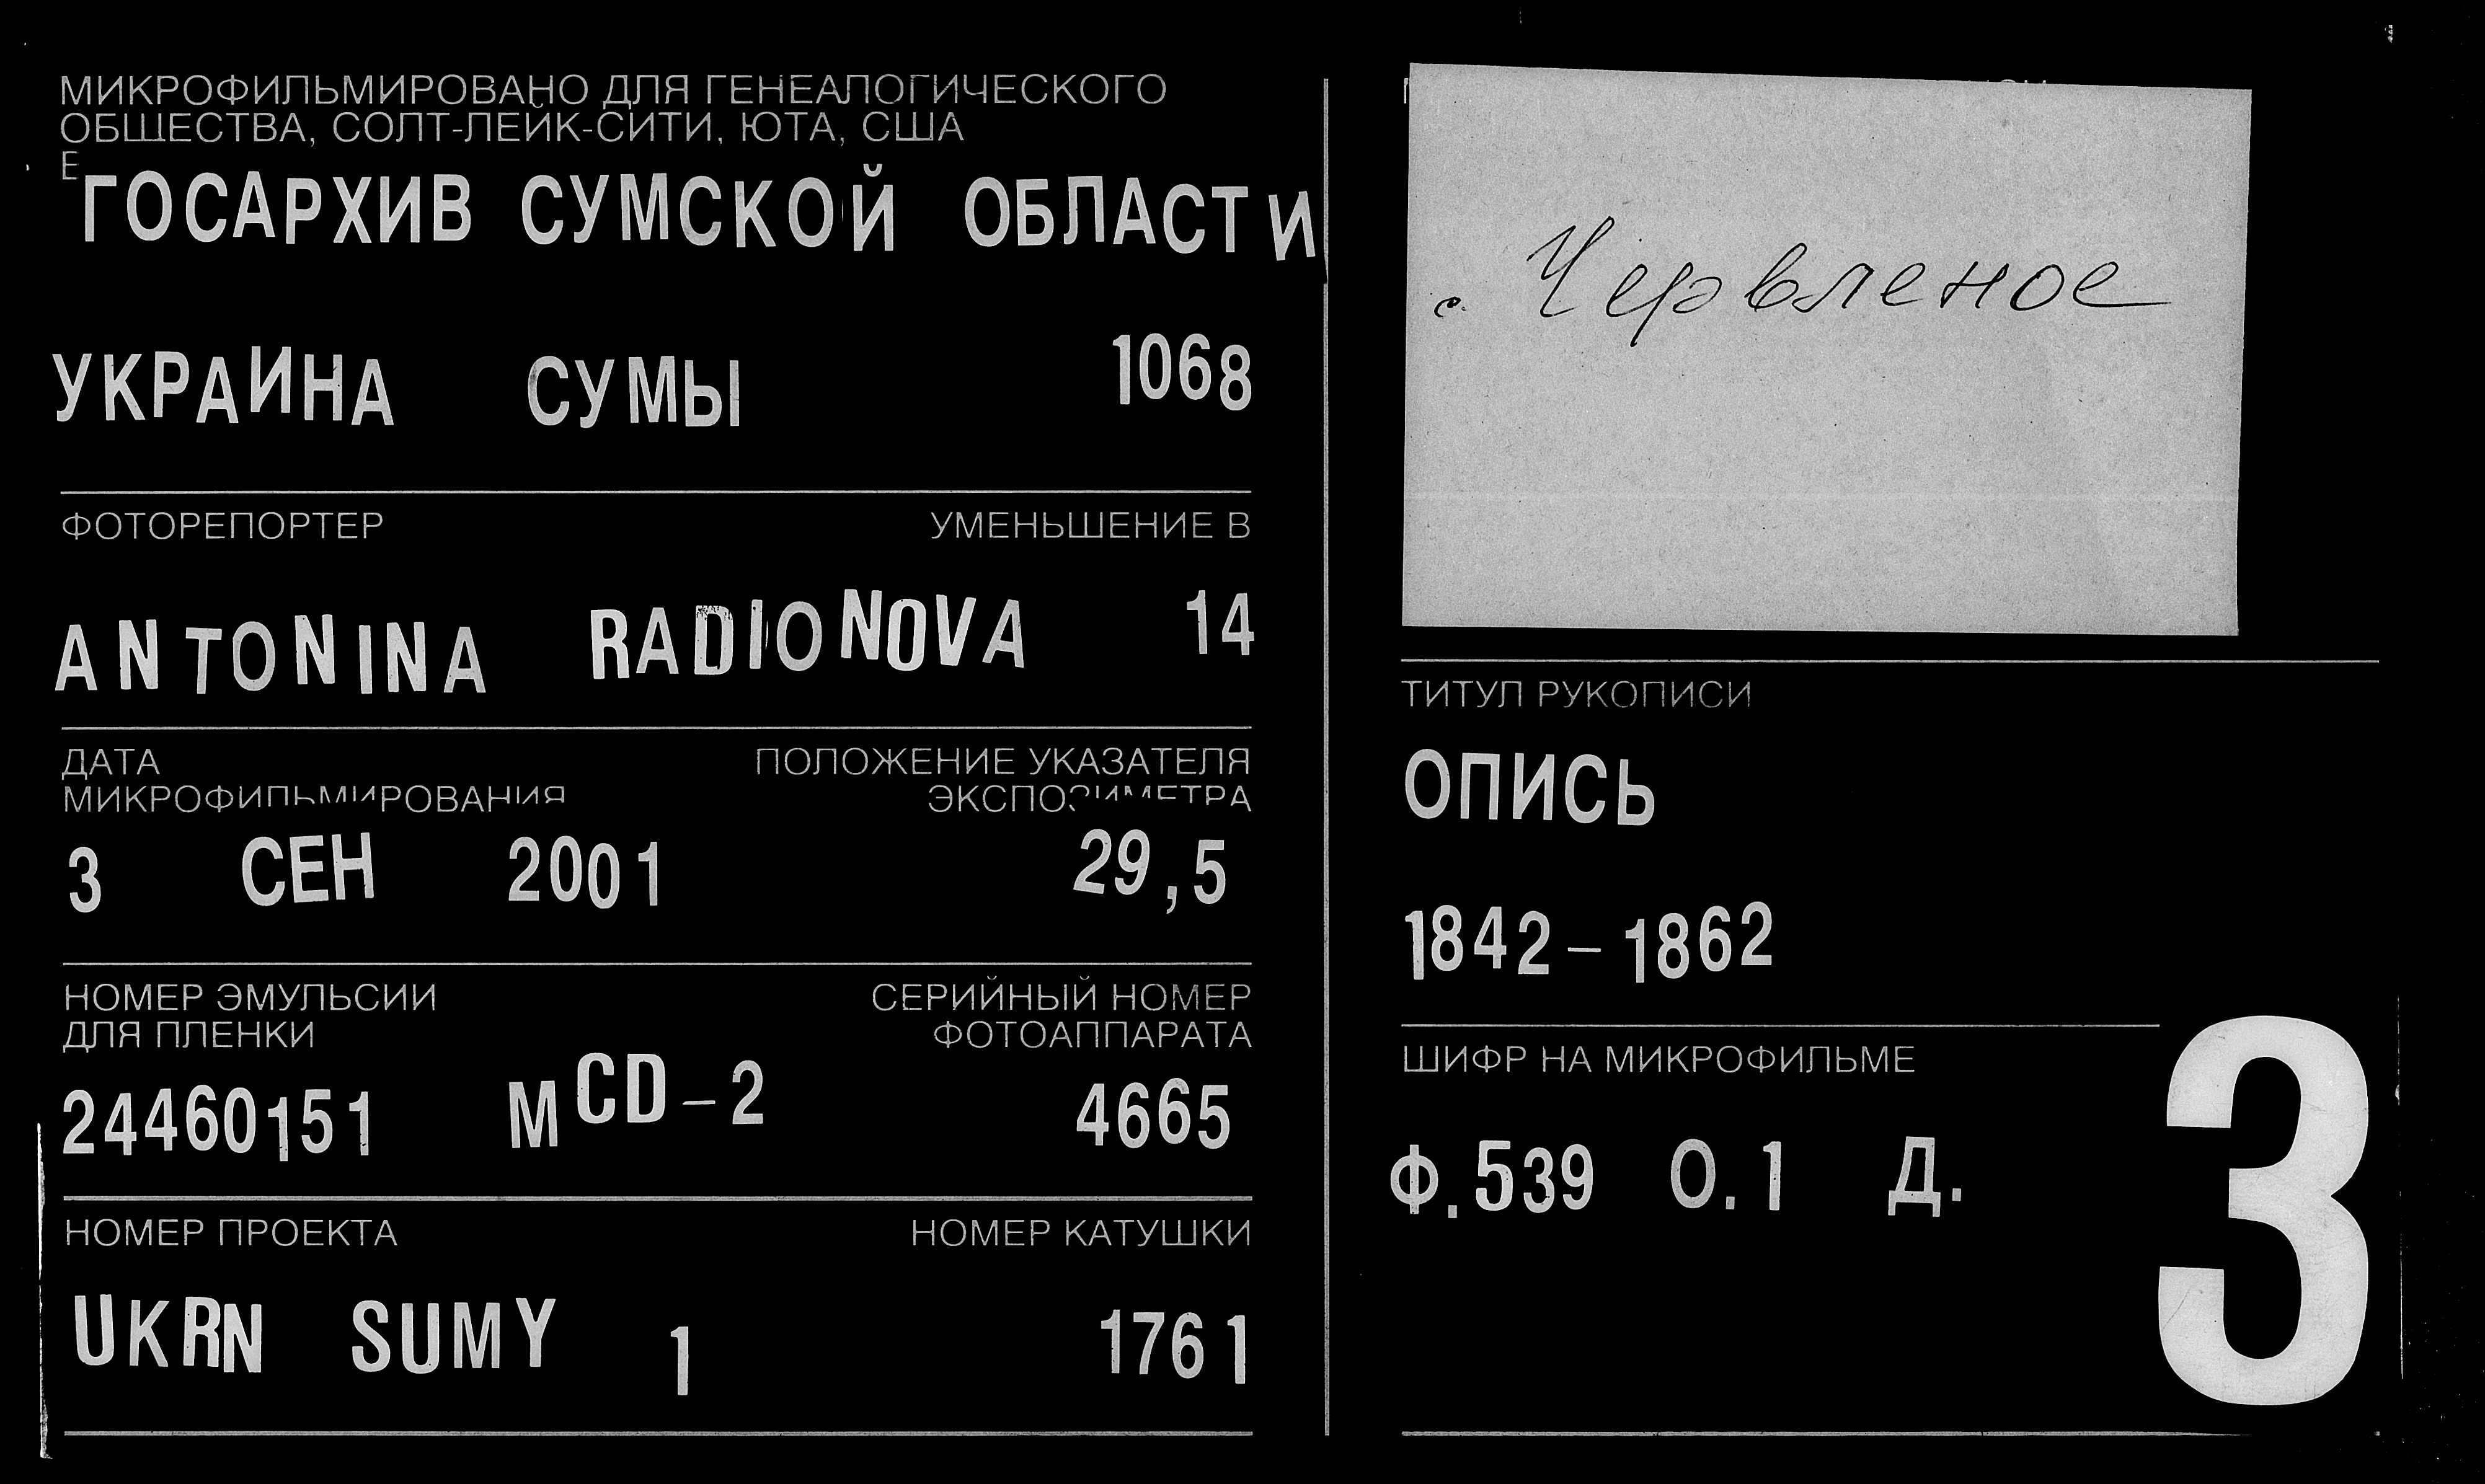 МИКРОФИЛЬМИРОВАНО ДЛЯ ГЕНЕАЛОГИЧЕСКОГО
ОБЩЕСТВА, СОЛТ-ЛЕЙК-СИТИ, ЮТА, США
Е
ГОСАРХИВ СУМСКОЙ ОБЛАСТИ
УКРАИНА СУМЫ 1068
ФОТОРЕПОРТЕР УМЕНЬШЕНИЕ В
ANTONINA RADIONOVA 14
ДАТА ПОЛОЖЕНИЕ УКАЗАТЕЛЯ
МИКРОФИЛЬМИРОВАНИЯ ЭКСПОЗИМЕТРА
3 СЕН 2001 29,5
НОМЕР ЭМУЛЬСИИ СЕРИЙНЫЙ НОМЕР
ДЛЯ ПЛЕНКИ ФОТОАППАРАТА
24460151 MCD-2 4665
НОМЕР ПРОЕКТА НОМЕР КАТУШКИ
UKRN SUMY 1 1761
с. Червленое
ТИТУЛ РУКОПИСИ
ОПИСЬ
1842-1862
ШИФР НА МИКРОФИЛЬМЕ
Ф.539 О.1 Д.
3